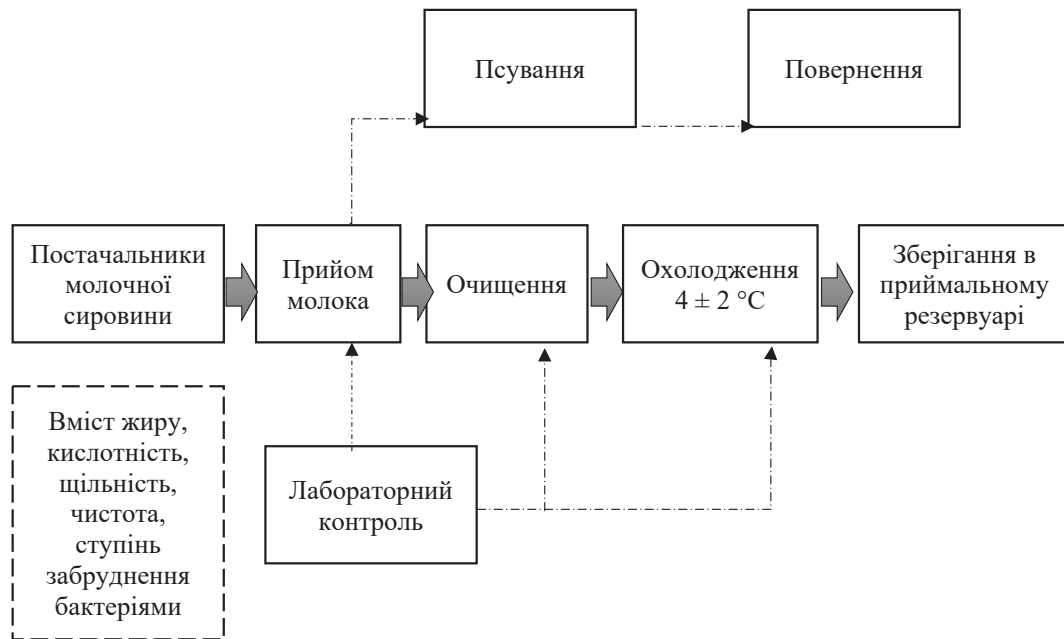 Псування
Повернення
Постачальники
молочної
сировини
Прийом
молока
Очищення
Охолодження
4 ± 2 °C
Зберігання в
приймальному
резервуарі
Вміст жиру,
кислотність,
щільність,
чистота,
ступінь
забруднення
бактеріями
Лабораторний
контроль